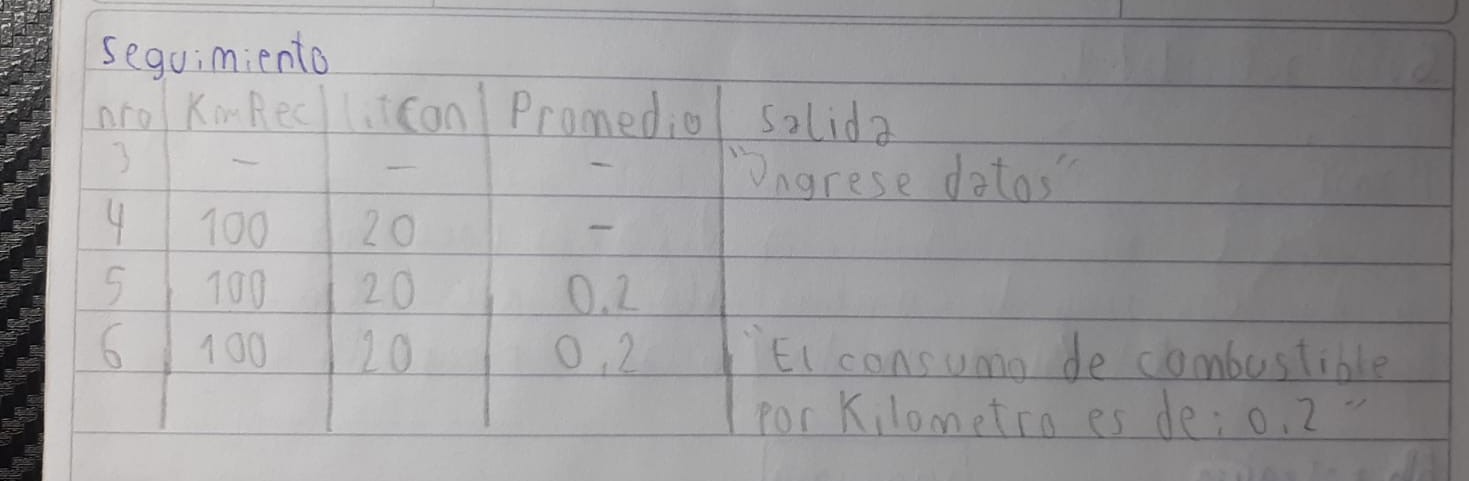 seguimiento
nro KmRec litCon Promedio salida
3 - - - "Ingrese datos"
4 100 20 -
5 100 20 0.2
6 100 20 0.2 "El consumo de combustible
por Kilometro es de: 0.2"